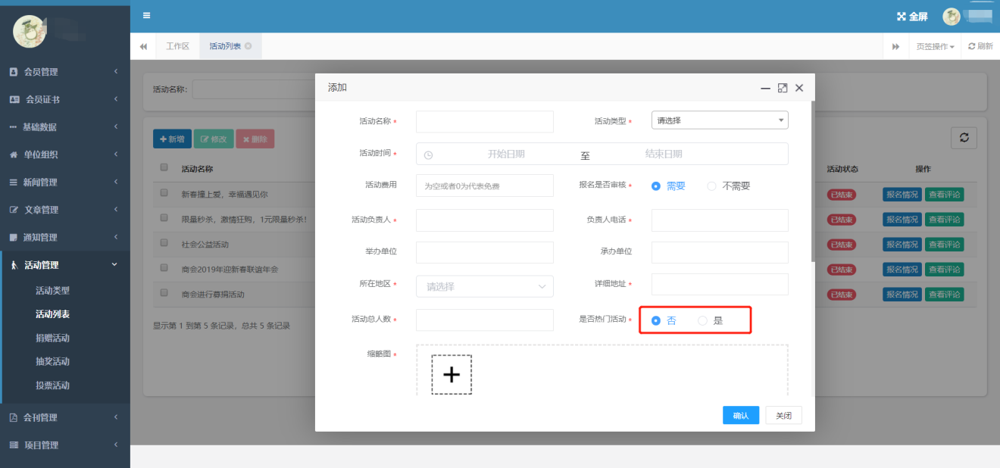 全屏
工作区
活动列表
页签操作
刷新
会员管理
会员证书
基础数据
单位组织
新闻管理
文章管理
通知管理
活动管理
活动类型
活动列表
捐赠活动
抽奖活动
投票活动
会刊管理
项目管理
活动名称：
新增
修改
删除
活动名称
活动状态
操作
新春撞上爱，幸福遇见你
已结束
报名情况
查看评论
限量秒杀，激情狂购，1元限量秒杀！
已结束
报名情况
查看评论
社会公益活动
已结束
报名情况
查看评论
商会2019年迎新春联谊年会
已结束
报名情况
查看评论
商会进行募捐活动
已结束
报名情况
查看评论
显示第 1 到第 5 条记录，总共 5 条记录
添加
活动名称 *
活动类型 *
请选择
活动时间 *
开始日期
至
结束日期
活动费用
为空或者0为代表免费
报名是否审核 *
需要
不需要
活动负责人 *
负责人电话 *
举办单位
承办单位
所在地区 *
请选择
详细地址 *
活动总人数 *
是否热门活动 *
否
是
缩略图 *
确认
关闭